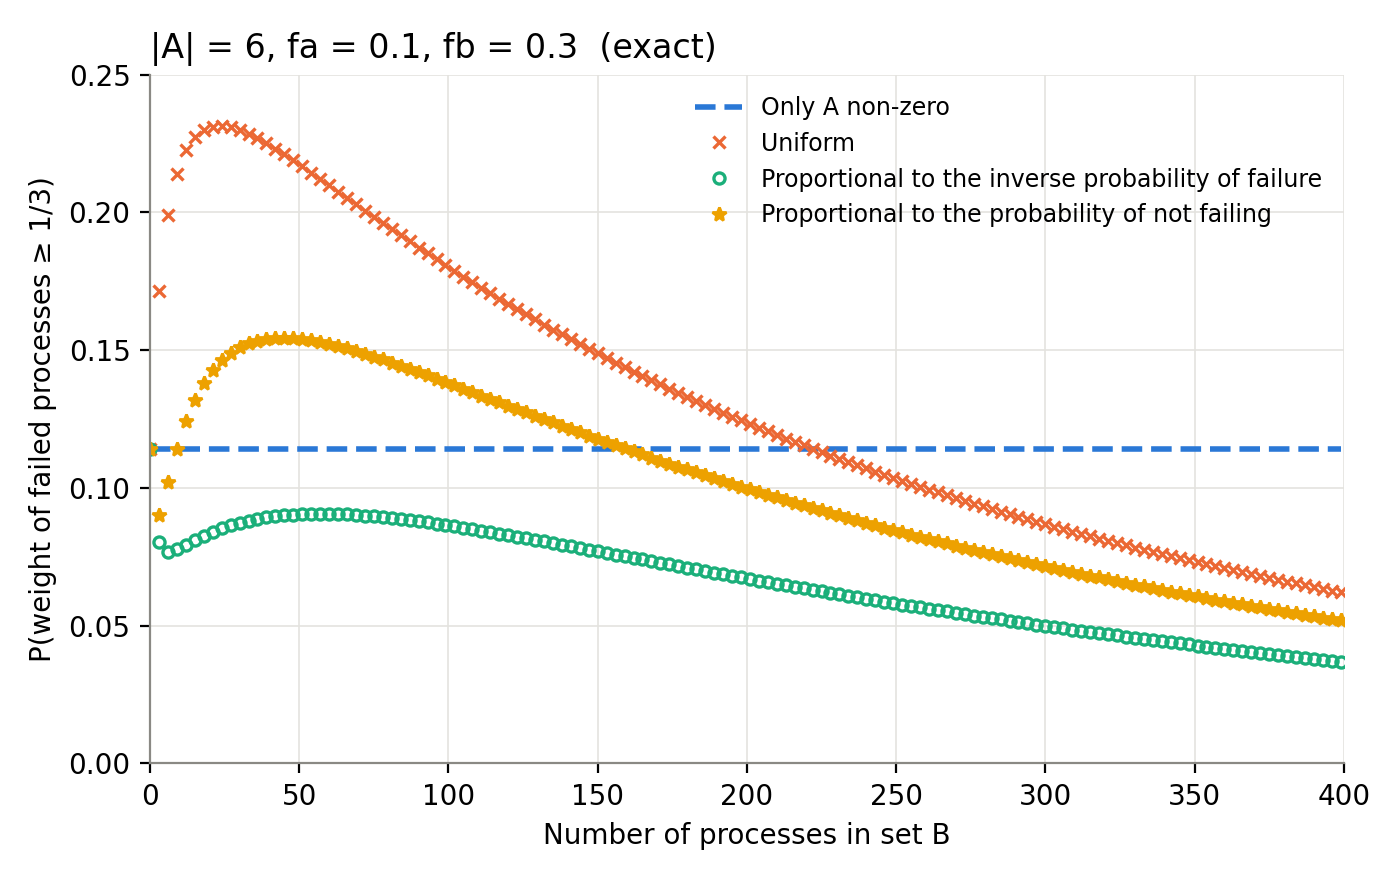 |A| = 6, fa = 0.1, fb = 0.3  (exact)
P(weight of failed processes ≥ 1/3)
0.25
0.20
0.15
0.10
0.05
0.00
Only A non-zero
Uniform
Proportional to the inverse probability of failure
Proportional to the probability of not failing
0 50 100 150 200 250 300 350 400
Number of processes in set B